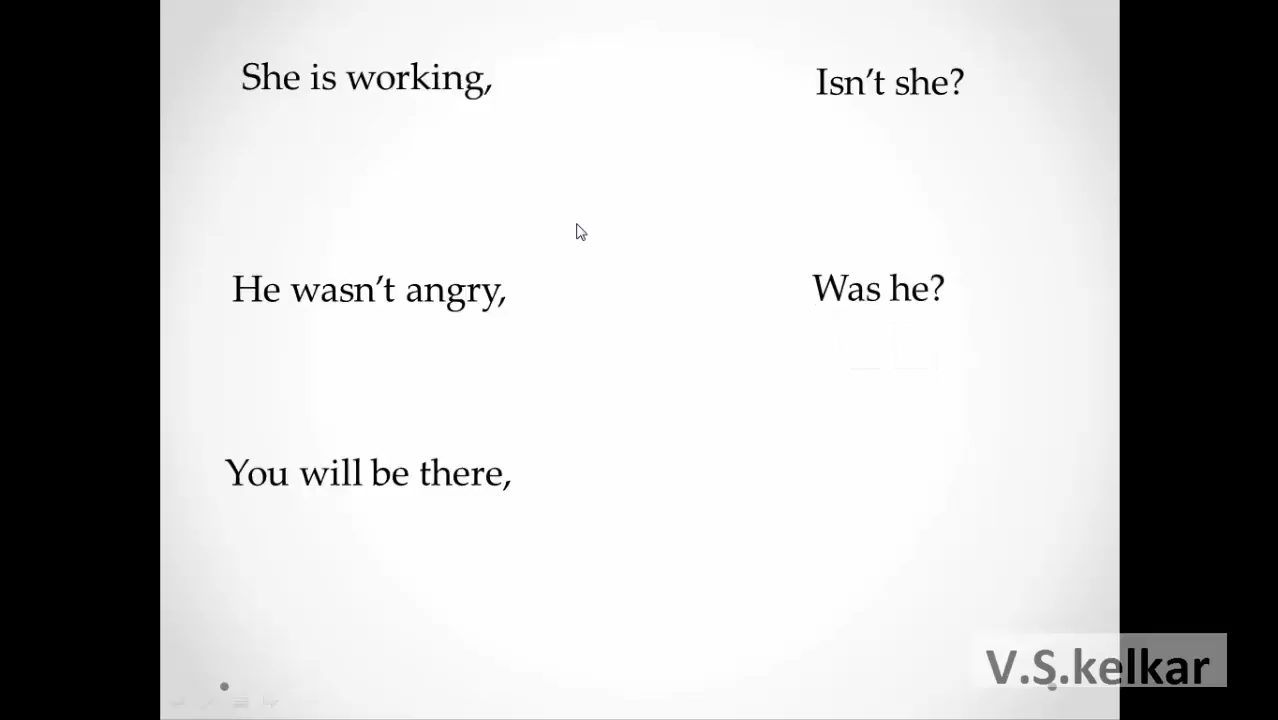 She is working,
Isn't she?
He wasn't angry,
Was he?
You will be there,
V.S.kelkar